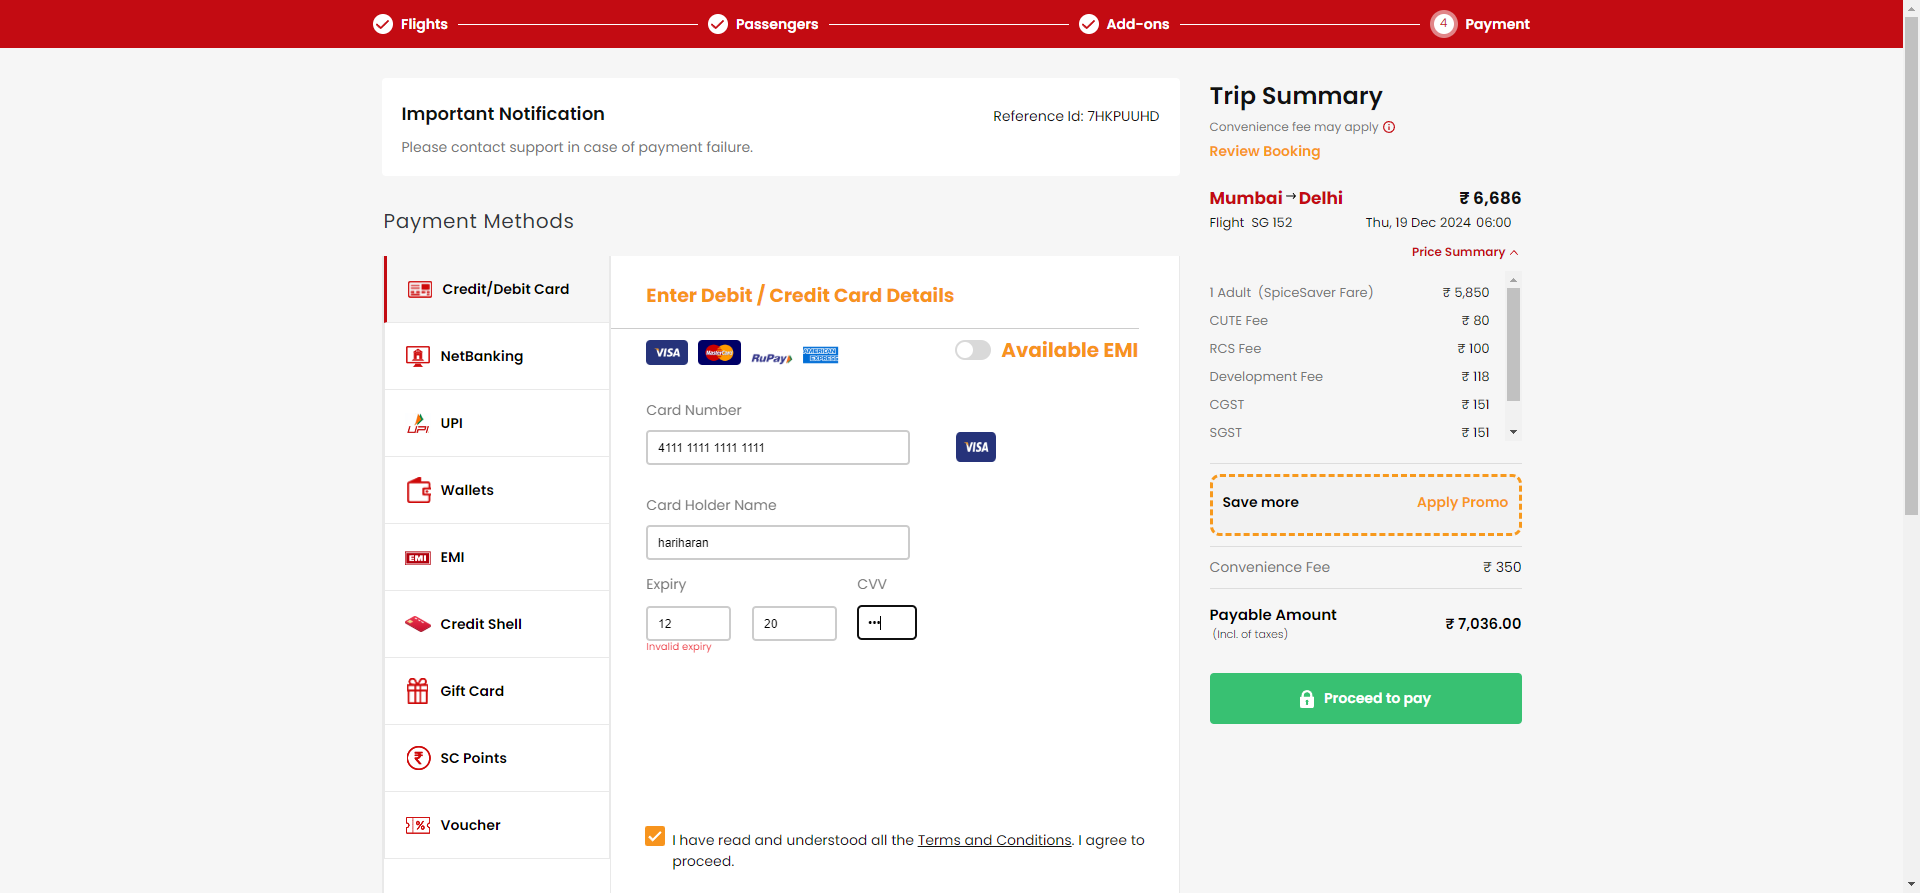 Flights
Passengers
Add-ons
4 Payment
Important Notification
Reference Id: 7HKPUUHD
Please contact support in case of payment failure.
Payment Methods
Credit/Debit Card
NetBanking
UPI UPI
Wallets
EMI EMI
Credit Shell
Gift Card
₹ SC Points
% Voucher
Enter Debit / Credit Card Details
VISA MasterCard RuPay AMERICAN EXPRESS
Available EMI
Card Number
4111 1111 1111 1111
VISA
Card Holder Name
hariharan
Expiry CVV
12 20 •••
Invalid expiry
I have read and understood all the Terms and Conditions. I agree to
proceed.
Trip Summary
Convenience fee may apply
Review Booking
Mumbai → Delhi ₹ 6,686
Flight SG 152 Thu, 19 Dec 2024 06:00
Price Summary
1 Adult (SpiceSaver Fare) ₹ 5,850
CUTE Fee ₹ 80
RCS Fee ₹ 100
Development Fee ₹ 118
CGST ₹ 151
SGST ₹ 151
Save more Apply Promo
Convenience Fee ₹ 350
Payable Amount
(Incl. of taxes)
₹ 7,036.00
Proceed to pay